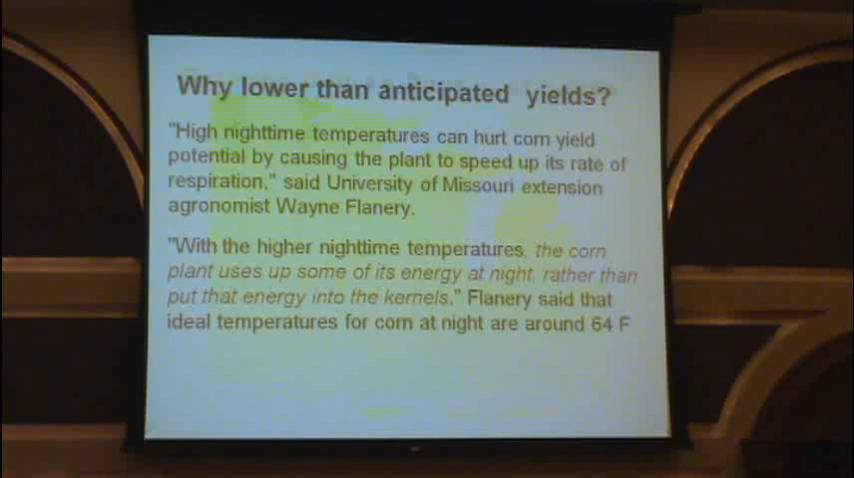 Why lower than anticipated yields?
"High nighttime temperatures can hurt corn yield
potential by causing the plant to speed up its rate of
respiration," said University of Missouri extension
agronomist Wayne Flanery.
"With the higher nighttime temperatures, the corn
plant uses up some of its energy at night, rather than
put that energy into the kernels." Flanery said that
ideal temperatures for corn at night are around 64 F